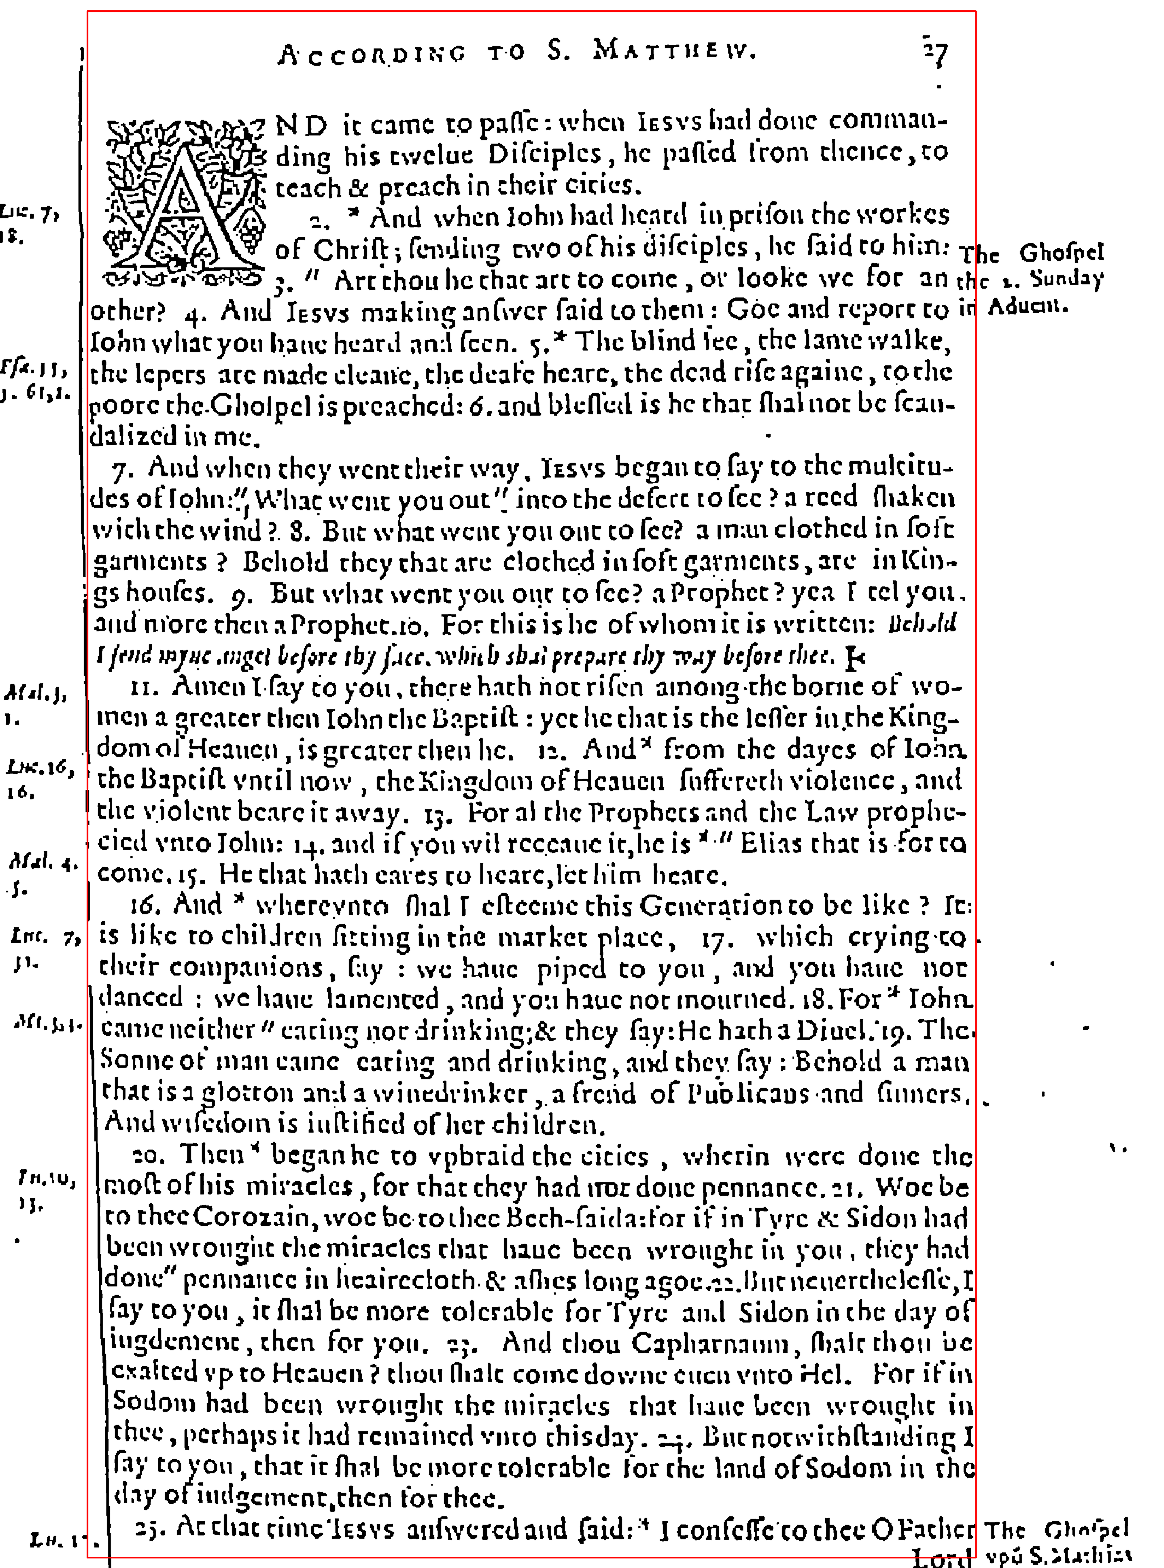 ACCORDING TO S. MATTHEW. 27
AND it came to paſſe: when IESVS had done comman-
ding his twelue Diſciples, he paſſed from thence, to
teach & preach in their cities.
Luc. 7, 18.
2. * And when Iohn had heard in priſon the workes
of Chriſt; ſending two of his diſciples, he ſaid to him:
The Ghoſpel
3. " Art thou he that art to come, or looke we for an
the 2. Sunday
other? 4. And IESVS making anſwer ſaid to them: Goe and report to
in Aduent.
Iohn what you haue heard and ſeen. 5. * The blind ſee, the lame walke,
the lepers are made cleane, the deafe heare, the dead riſe againe, to the
61,1.
poore the Ghoſpel is preached: 6. and bleſſed is he that ſhal not be ſcan-
dalized in me.
7. And when they went their way, IESVS began to ſay to the multitu-
des of Iohn: " What went you out " into the deſert to ſee? a reed ſhaken
with the wind? 8. But what went you out to ſee? a man clothed in ſoft
garments? Behold they that are clothed in ſoft garments, are in Kin-
gs houſes. 9. But what went you out to ſee? a Prophet? yea I tel you.
and more then a Prophet. 10. For this is he of whom it is written: Behold
I ſend myne Angel before thy face, which shal prepare thy way before thee.
Mal. 3, 1.
11. Amen I ſay to you, there hath not riſen among the borne of wo-
men a greater then Iohn the Baptiſt: yet he that is the leſſer in the King-
dom of Heauen, is greater then he. 12. And * from the dayes of Iohn
Luc. 16, 16.
the Baptiſt vntil now, the Kingdom of Heauen ſuffereth violence, and
the violent beare it away. 13. For al the Prophets and the Law prophe-
cied vnto Iohn: 14. and if you wil receaue it, he is * " Elias that is for to
Mal. 4. 5.
come. 15. He that hath eares to heare, let him heare.
16. And * wherevnto ſhal I eſteeme this Generation to be like? It
Luc. 7, 31.
is like to children ſitting in the market place, 17. which crying to
their companions, ſay: we haue piped to you, and you haue not
danced: we haue lamented, and you haue not mourned. 18. For * Iohn
Mt. 3,4.
came neither " eating nor drinking; & they ſay: He hath a Diuel. 19. The
Sonne of man came eating and drinking, and they ſay: Behold a man
that is a glotton and a winedrinker, a frend of Publicans and ſinners.
And wiſedom is iuſtified of her children.
20. Then * began he to vpbraid the cities, wherin were done the
Lu. 10, 13.
moſt of his miracles, for that they had not done pennance. 21. Woe be
to thee Corozain, woe be to thee Beth-ſaida: for if in Tyre & Sidon had
been wrought the miracles that haue been wrought in you, they had
done " pennance in heairecloth & aſhes long agoe. 22. But neuertheleſſe, I
ſay to you, it ſhal be more tolerable for Tyre and Sidon in the day of
iugdement, then for you. 23. And thou Capharnaum, ſhalt thou be
exalted vp to Heauen? thou ſhalt come downe euen vnto Hel. For if in
Sodom had been wrought the miracles that haue been wrought in
thee, perhaps it had remained vnto this day. 24. But notwithſtanding I
ſay to you, that it ſhal be more tolerable for the land of Sodom in the
day of iudgement, then for thee.
25. At that time IESVS anſwered and ſaid: * I confeſſe to thee O Father
The Ghoſpel
Lord
vpō S. Mathias